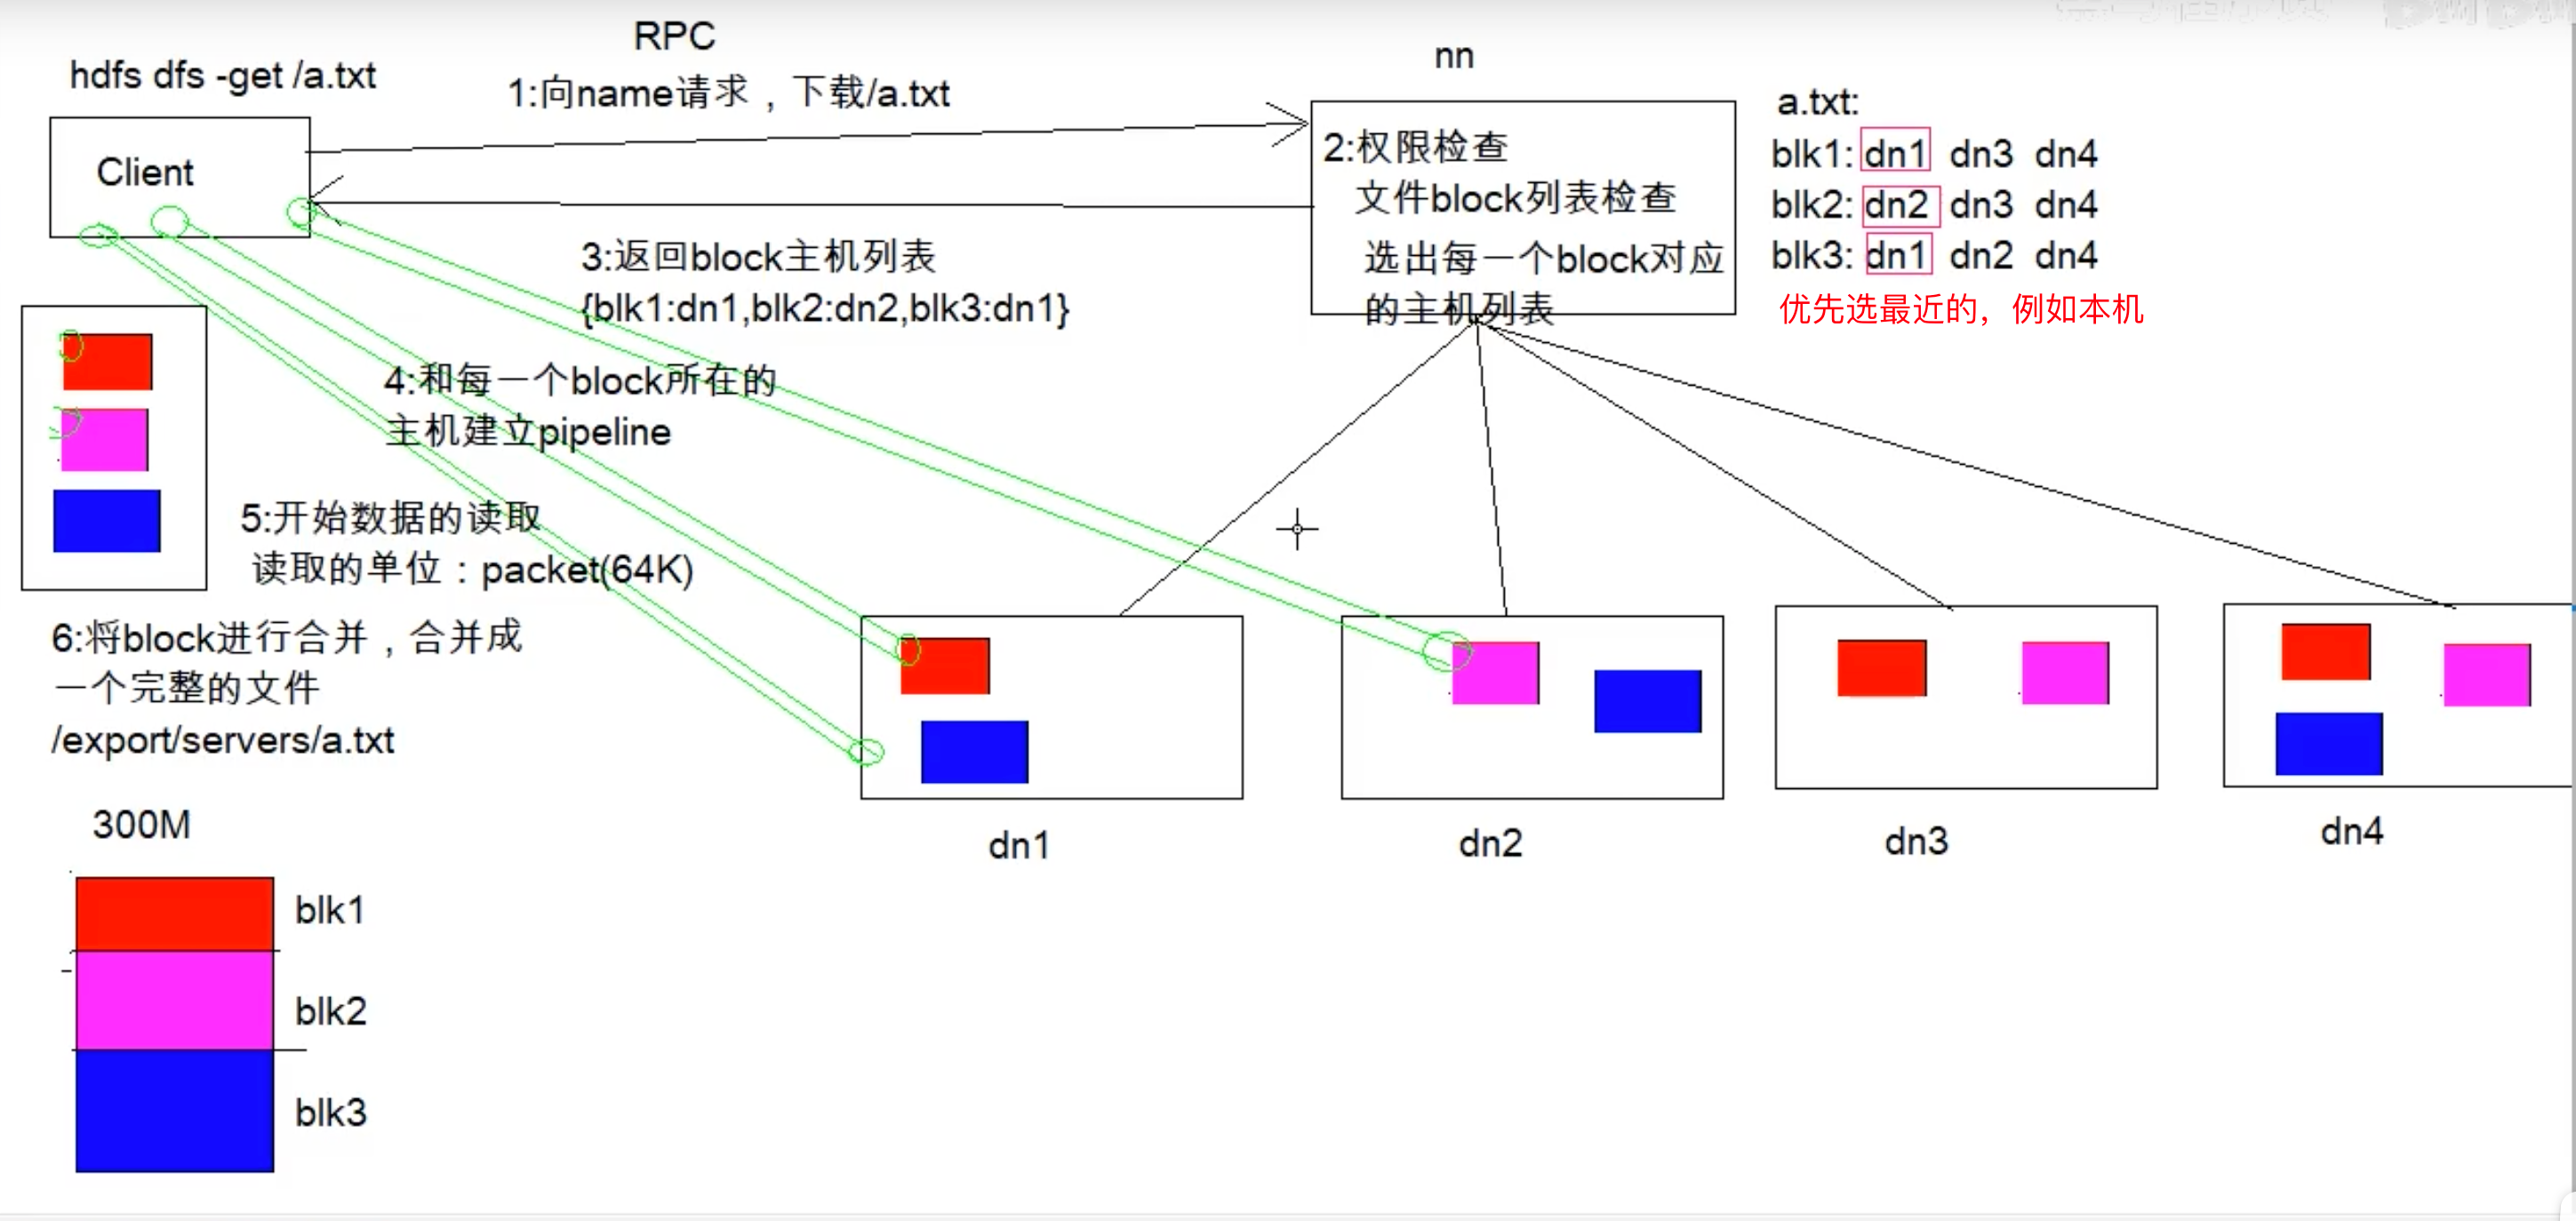 RPC
hdfs dfs -get /a.txt
1:向name请求，下载/a.txt
Client
nn
2:权限检查
文件block列表检查
选出每一个block对应
的主机列表
a.txt:
blk1: dn1 dn3 dn4
blk2: dn2 dn3 dn4
blk3: dn1 dn2 dn4
优先选最近的，例如本机
3:返回block主机列表
{blk1:dn1,blk2:dn2,blk3:dn1}
4:和每一个block所在的
主机建立pipeline
5:开始数据的读取
读取的单位：packet(64K)
6:将block进行合并，合并成
一个完整的文件
/export/servers/a.txt
dn1
dn2
dn3
dn4
300M
blk1
blk2
blk3